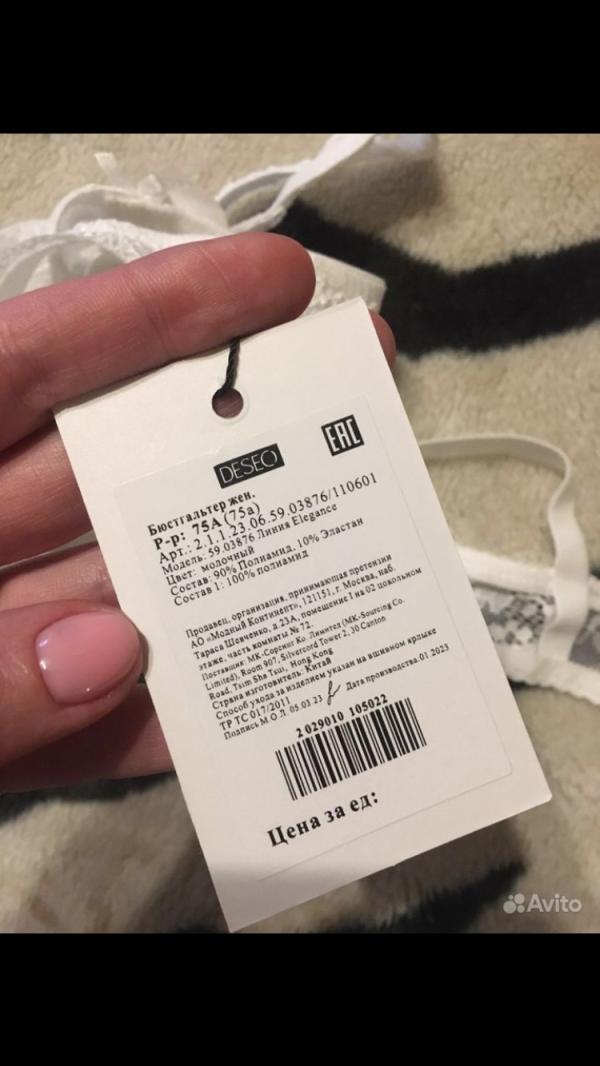 DESEO
EAC
Бюстгальтер жен.
Р-р: 75A (75a)
Арт.: 2.1.1.23.06.59.03876/110601
Модель: 59.03876 Линия Elegance
Цвет: молочный
Состав: 90% Полиамид, 10% Эластан
Состав 1: 100% полиамид
Продавец, организация, принимающая претензии
АО «Модный Континент», 121151, г. Москва, наб.
Тараса Шевченко, д.23А, помещение 1 на 02 цокольном
этаже, часть комнаты № 72.
Поставщик: МК-Сорсинг Ко. Лимитед (MK-Sourcing Co.
Limited), Room 907, Silvercord Tower 2, 30 Canton
Road, Tsim Sha Tsui, Hong Kong
Страна изготовитель: Китай
Способ ухода за изделием указан на вшивном ярлыке
ТР ТС 017/2011
Подпись М.О.Л. 05.03 23 Дата производства:01 2023
2 029010 105022
Цена за ед:
Avito